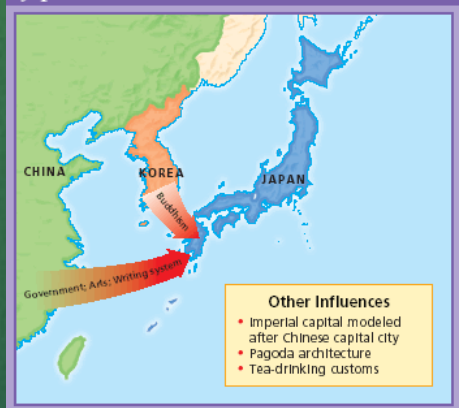 CHINA
KOREA
JAPAN
Buddhism
Government; Arts; Writing system
Other Influences
• Imperial capital modeled
after Chinese capital city
• Pagoda architecture
• Tea-drinking customs